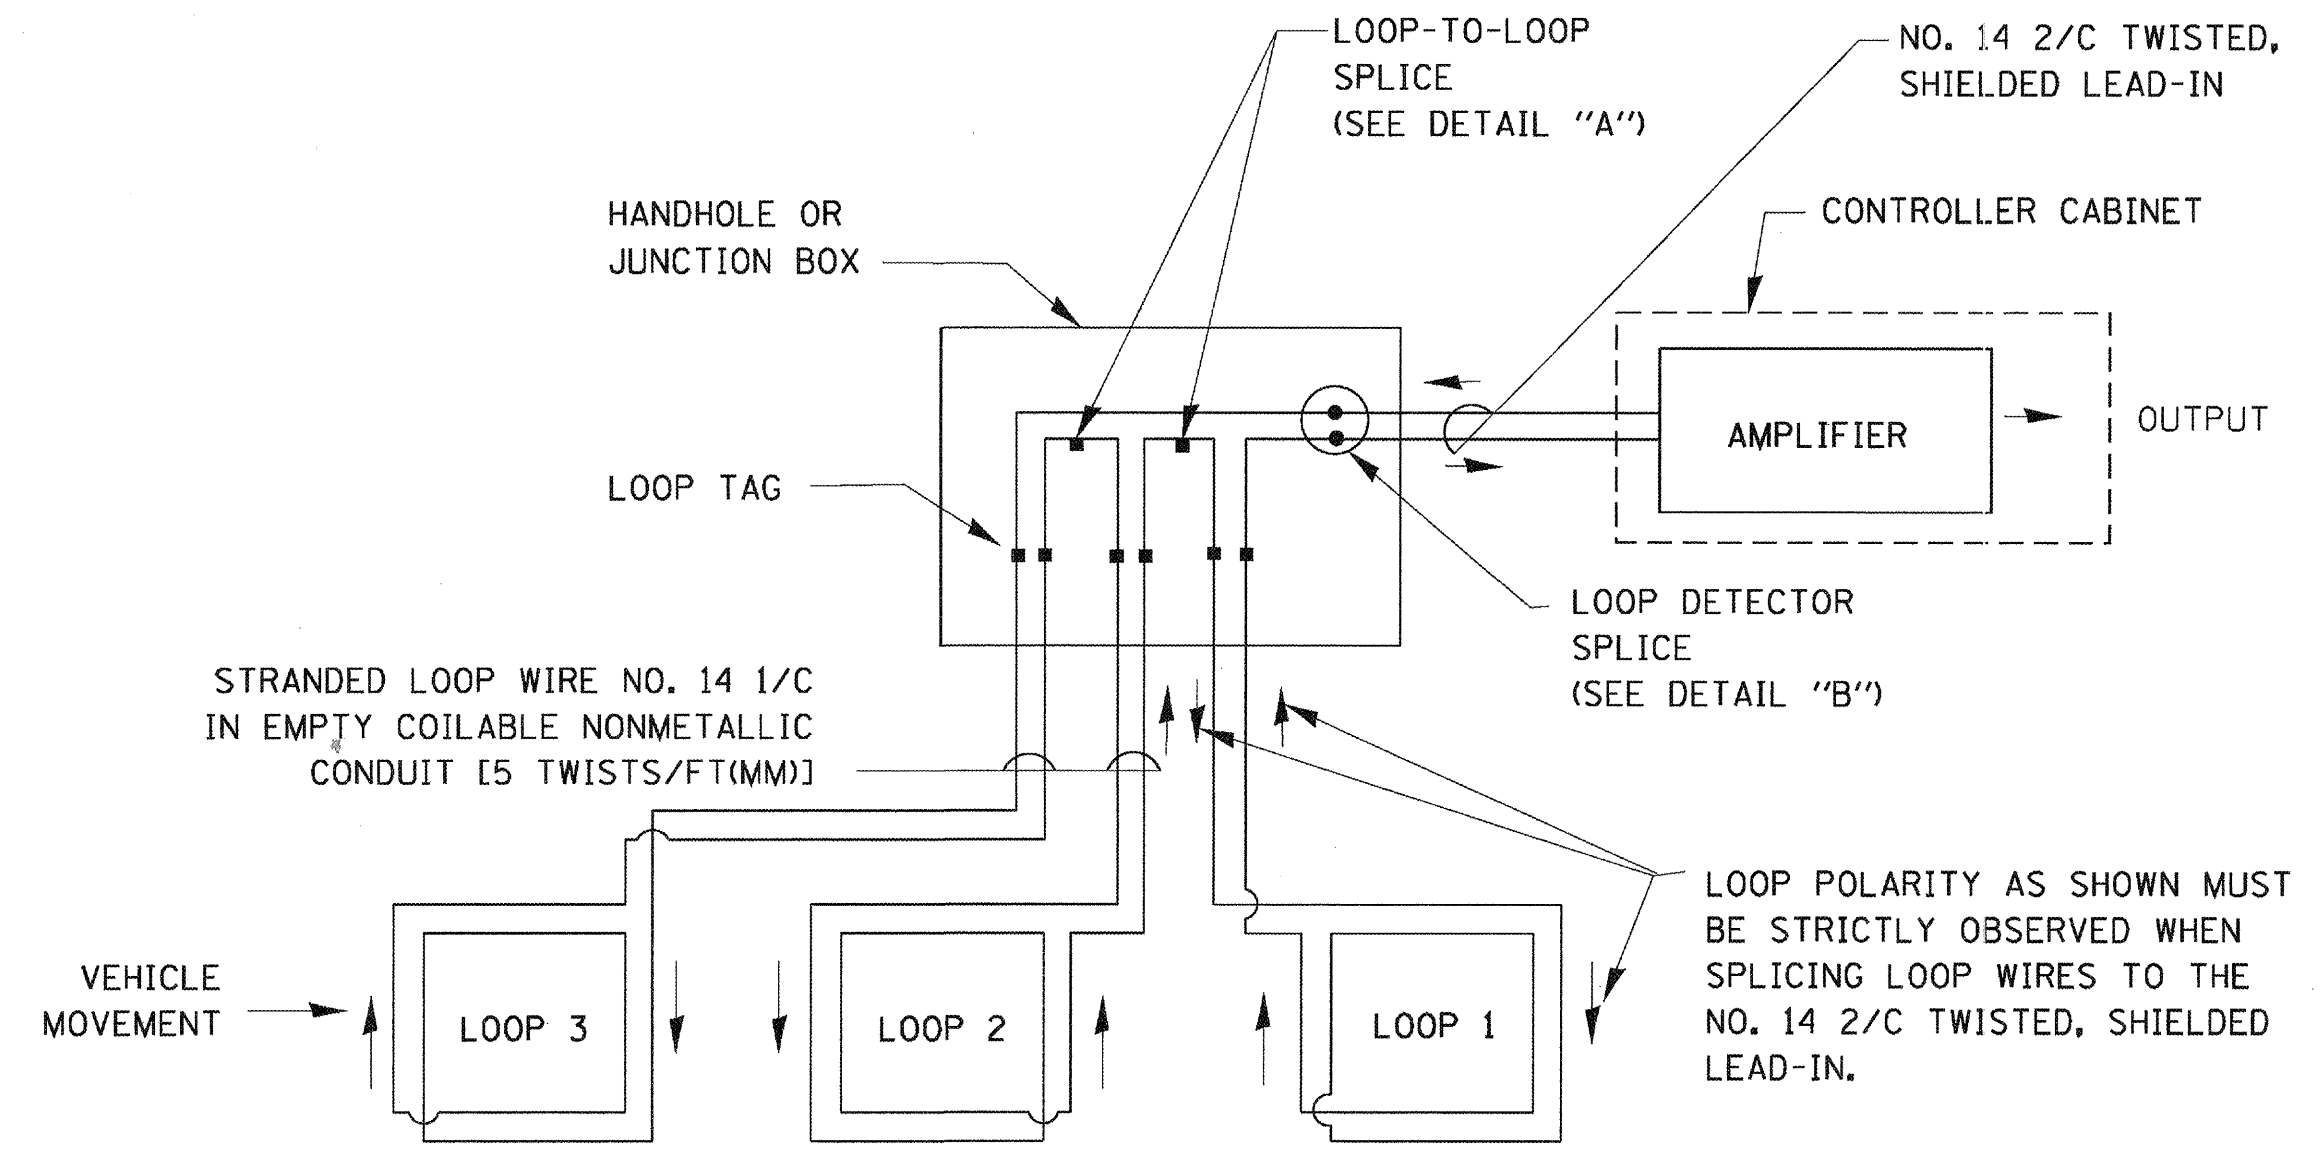 LOOP-TO-LOOP
SPLICE
(SEE DETAIL "A")
NO. 14 2/C TWISTED,
SHIELDED LEAD-IN
HANDHOLE OR
JUNCTION BOX
CONTROLLER CABINET
AMPLIFIER
OUTPUT
LOOP TAG
LOOP DETECTOR
SPLICE
(SEE DETAIL "B")
STRANDED LOOP WIRE NO. 14 1/C
IN EMPTY COILABLE NONMETALLIC
CONDUIT [5 TWISTS/FT(MM)]
LOOP POLARITY AS SHOWN MUST
BE STRICTLY OBSERVED WHEN
SPLICING LOOP WIRES TO THE
NO. 14 2/C TWISTED, SHIELDED
LEAD-IN.
VEHICLE
MOVEMENT
LOOP 3
LOOP 2
LOOP 1